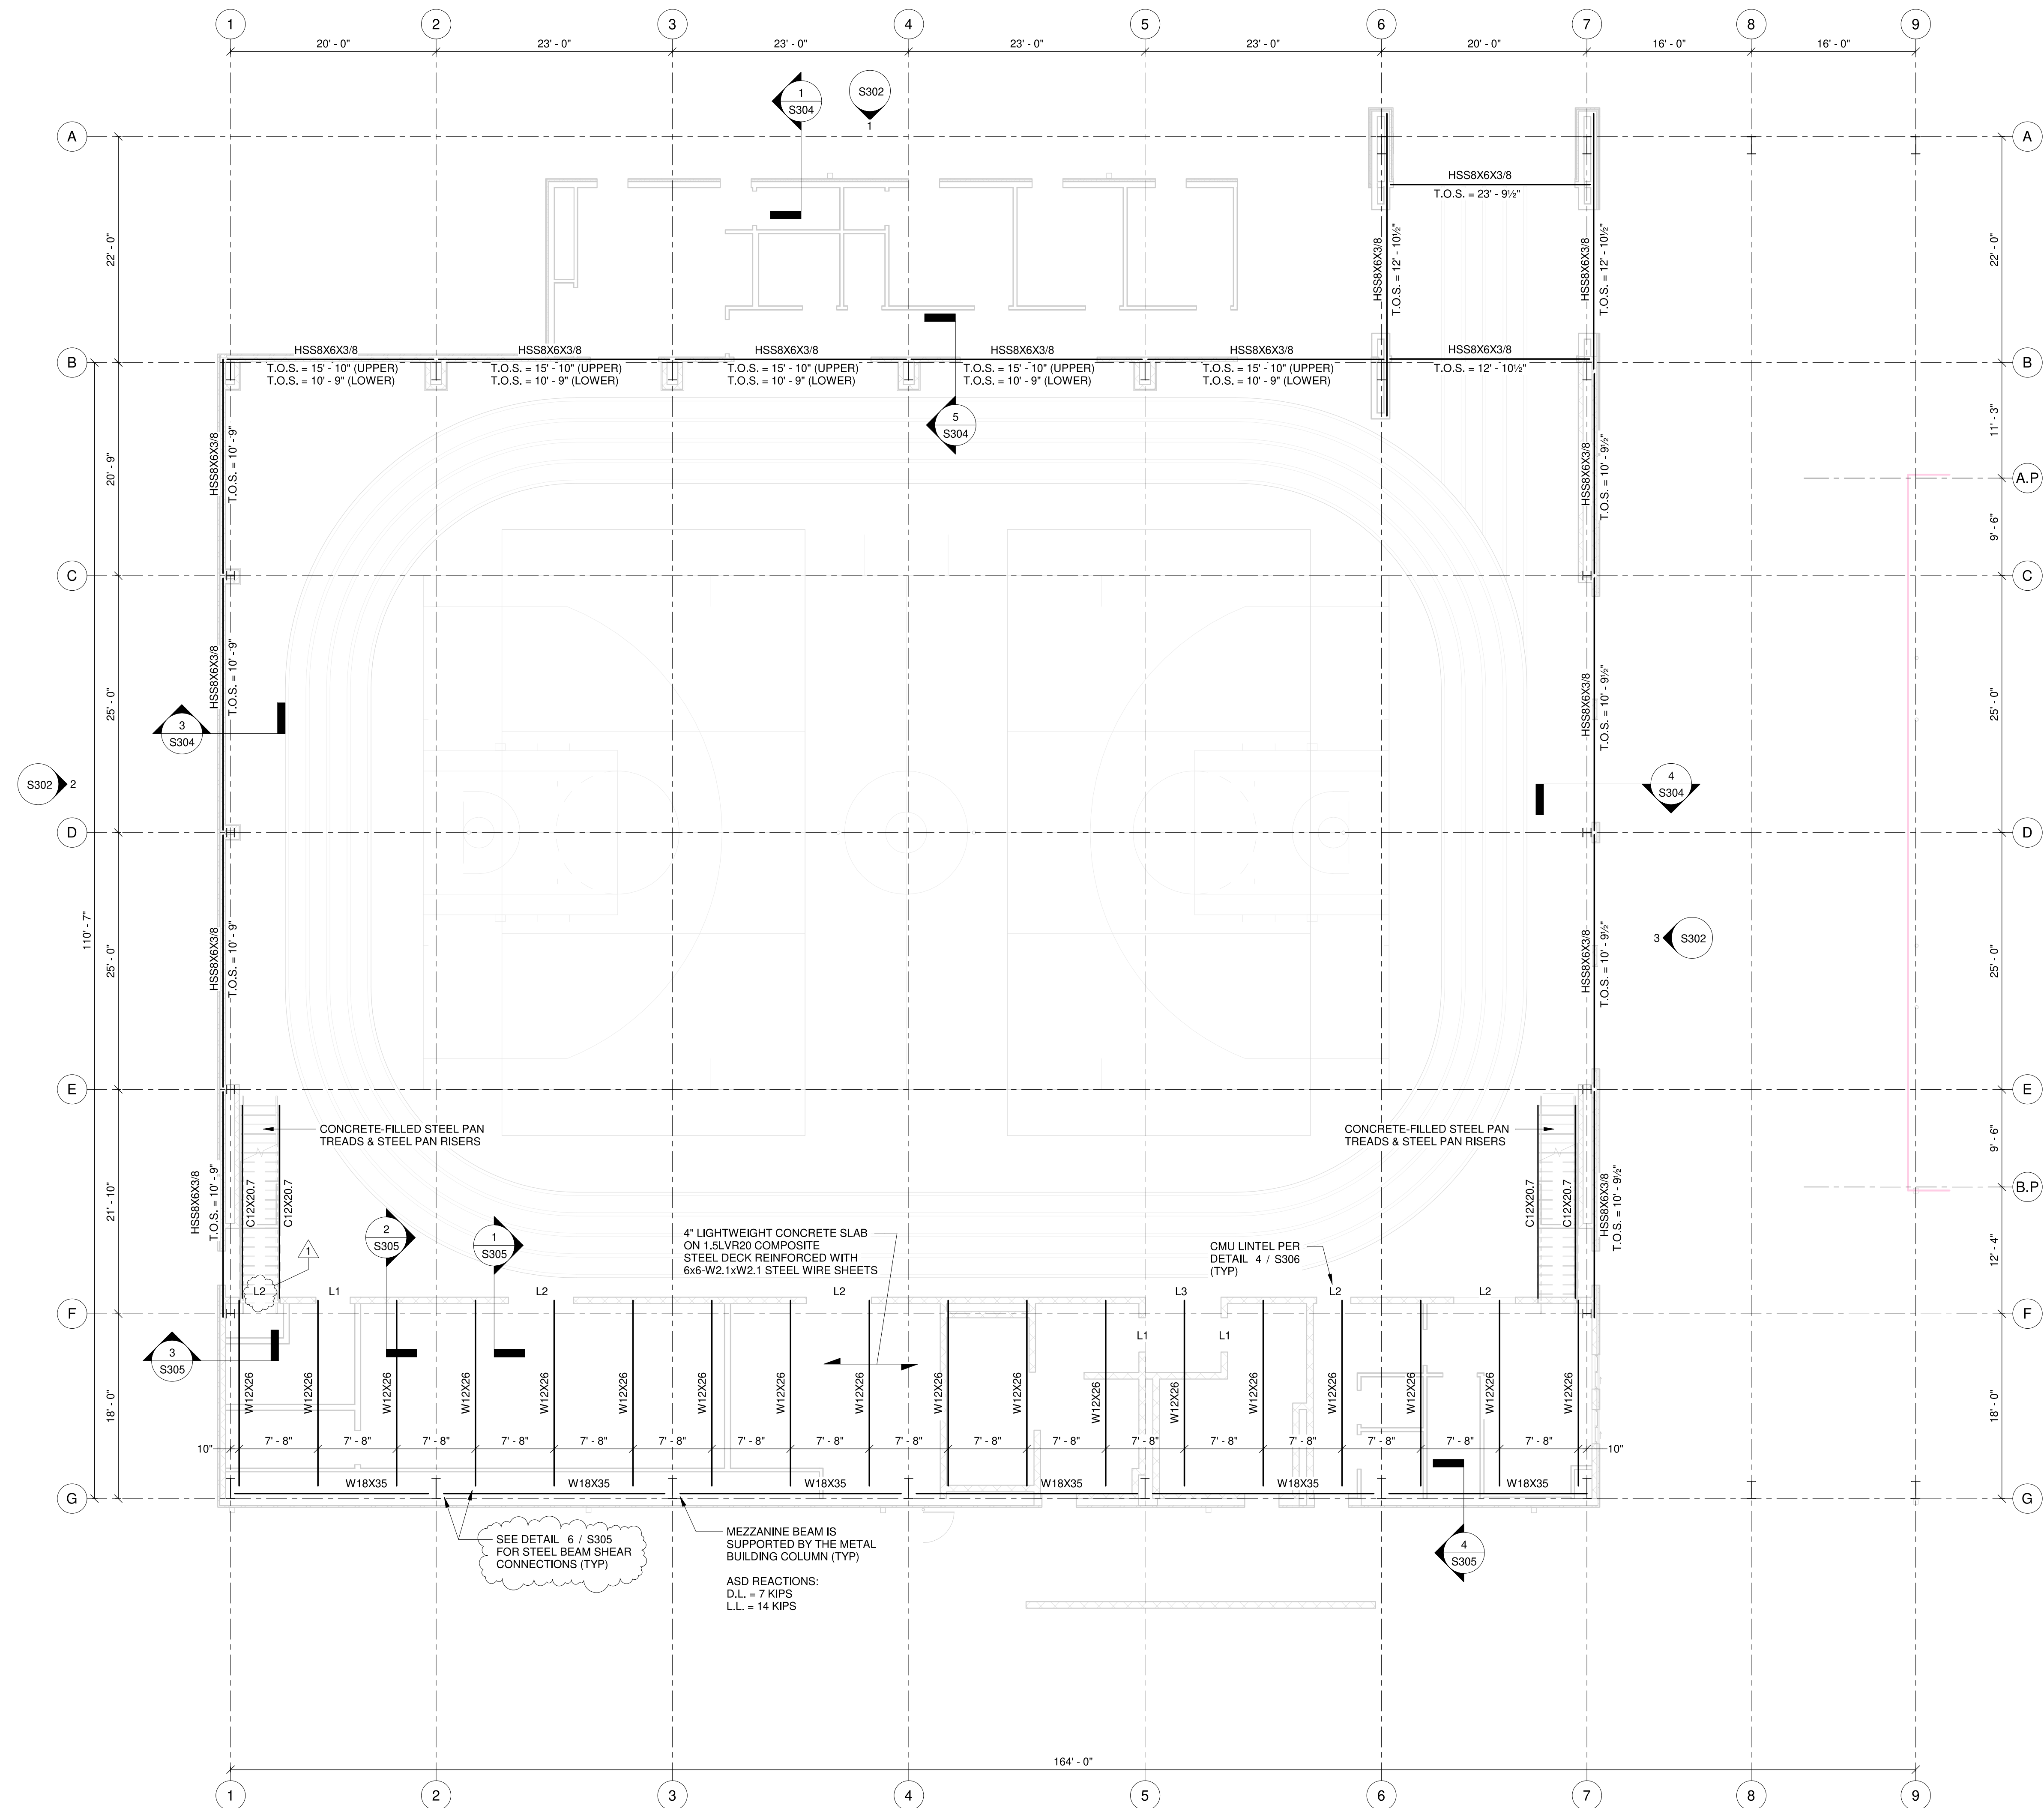 1 2 3 4 5 6 7 8 9
20' - 0" 23' - 0" 23' - 0" 23' - 0" 23' - 0" 20' - 0" 16' - 0" 16' - 0"
1
S304
S302
1
A A
HSS8X6X3/8
T.O.S. = 23' - 9½"
22' - 0"
HSS8X6X3/8
T.O.S. = 12' - 10½"
HSS8X6X3/8
T.O.S. = 12' - 10½"
22' - 0"
B B
HSS8X6X3/8
T.O.S. = 15' - 10" (UPPER)
T.O.S. = 10' - 9" (LOWER)
HSS8X6X3/8
T.O.S. = 15' - 10" (UPPER)
T.O.S. = 10' - 9" (LOWER)
HSS8X6X3/8
T.O.S. = 15' - 10" (UPPER)
T.O.S. = 10' - 9" (LOWER)
HSS8X6X3/8
T.O.S. = 15' - 10" (UPPER)
T.O.S. = 10' - 9" (LOWER)
HSS8X6X3/8
T.O.S. = 15' - 10" (UPPER)
T.O.S. = 10' - 9" (LOWER)
HSS8X6X3/8
T.O.S. = 12' - 10½"
5
S304
20' - 9"
HSS8X6X3/8
T.O.S. = 10' - 9"
HSS8X6X3/8
T.O.S. = 10' - 9½"
11' - 3"
A.P
9' - 6"
C C
25' - 0"
HSS8X6X3/8
T.O.S. = 10' - 9"
HSS8X6X3/8
T.O.S. = 10' - 9½"
25' - 0"
3
S304
S302 2
4
S304
D D
110' - 7"
25' - 0"
HSS8X6X3/8
T.O.S. = 10' - 9"
HSS8X6X3/8
T.O.S. = 10' - 9½"
3 S302
25' - 0"
E E
CONCRETE-FILLED STEEL PAN
TREADS & STEEL PAN RISERS
CONCRETE-FILLED STEEL PAN
TREADS & STEEL PAN RISERS
21' - 10"
HSS8X6X3/8
T.O.S. = 10' - 9"
C12X20.7
C12X20.7
C12X20.7
C12X20.7
HSS8X6X3/8
T.O.S. = 10' - 9½"
9' - 6"
B.P
12' - 4"
1
2
S305
1
S305
4" LIGHTWEIGHT CONCRETE SLAB
ON 1.5LVR20 COMPOSITE
STEEL DECK REINFORCED WITH
6x6-W2.1xW2.1 STEEL WIRE SHEETS
CMU LINTEL PER
DETAIL 4 / S306
(TYP)
L2 L1 L2 L2 L3 L2 L2
F F
L1 L1
3
S305
18' - 0"
W12X26 W12X26 W12X26 W12X26 W12X26 W12X26 W12X26 W12X26 W12X26 W12X26 W12X26 W12X26 W12X26 W12X26 W12X26 W12X26 W12X26 W12X26
18' - 0"
10" 7' - 8" 7' - 8" 7' - 8" 7' - 8" 7' - 8" 7' - 8" 7' - 8" 7' - 8" 7' - 8" 7' - 8" 7' - 8" 7' - 8" 7' - 8" 7' - 8" 7' - 8" 7' - 8" 7' - 8" 10"
W18X35 W18X35 W18X35 W18X35 W18X35 W18X35
G G
SEE DETAIL 6 / S305
FOR STEEL BEAM SHEAR
CONNECTIONS (TYP)
MEZZANINE BEAM IS
SUPPORTED BY THE METAL
BUILDING COLUMN (TYP)
ASD REACTIONS:
D.L. = 7 KIPS
L.L. = 14 KIPS
4
S305
164' - 0"
1 2 3 4 5 6 7 8 9